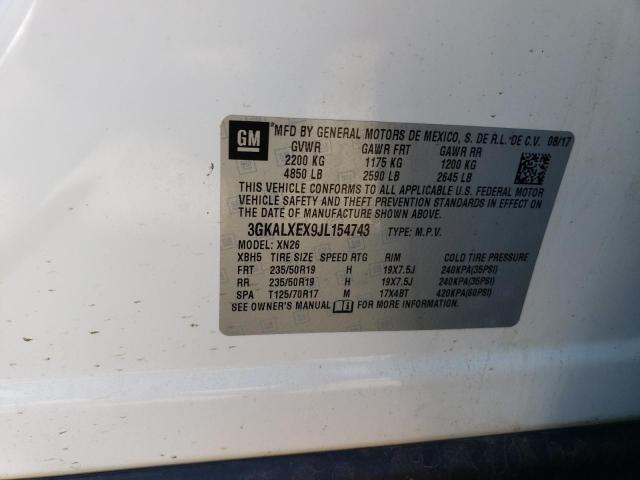 GM MFD BY GENERAL MOTORS DE MEXICO, S. DE R.L. DE C.V. 08/17
GVWR GAWR FRT GAWR RR
2200 KG 1175 KG 1200 KG
4850 LB 2590 LB 2645 LB
THIS VEHICLE CONFORMS TO ALL APPLICABLE U.S. FEDERAL MOTOR
VEHICLE SAFETY, BUMPER, AND THEFT PREVENTION STANDARDS IN EFFECT ON
THE DATE OF MANUFACTURE SHOWN ABOVE.
3GKALXEX9JL154743 TYPE: M.P.V.
MODEL: XN26
XBH5 TIRE SIZE SPEED RTG RIM COLD TIRE PRESSURE
FRT 235/50R19 H 19X7.5J 240KPA(35PSI)
RR 235/50R19 H 19X7.5J 240KPA(35PSI)
SPA T125/70R17 M 17X4BT 420KPA(60PSI)
SEE OWNER'S MANUAL FOR MORE INFORMATION.